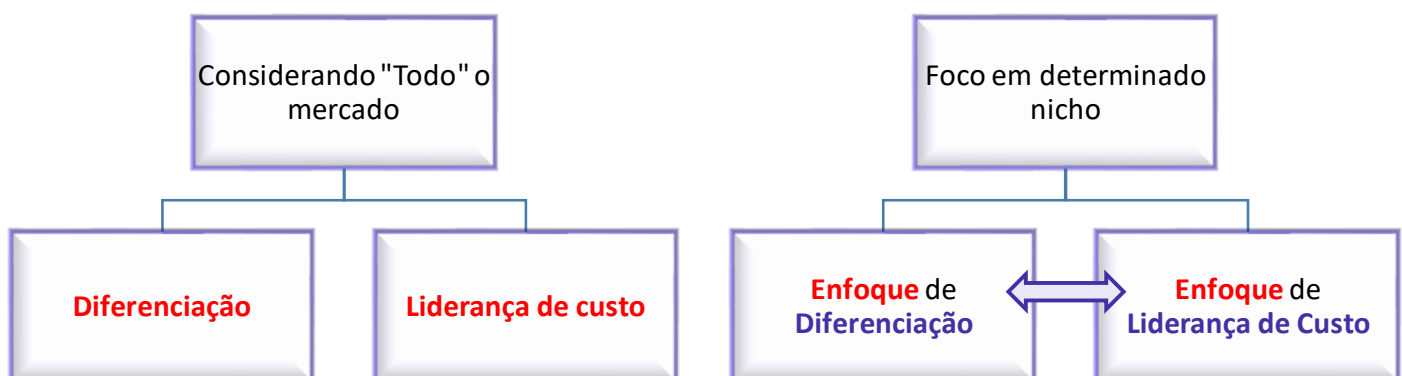 Considerando "Todo" o
mercado
Foco em determinado
nicho
Diferenciação
Liderança de custo
Enfoque de
Diferenciação
Enfoque de
Liderança de Custo